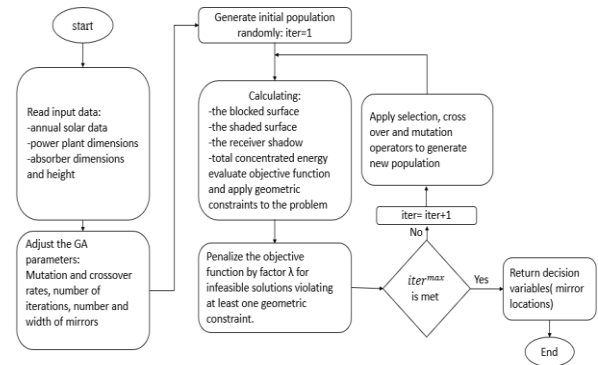 start
Read input data:
-annual solar data
-power plant dimensions
-absorber dimensions
and height
Adjust the GA
parameters:
Mutation and crossover
rates, number of
iterations, number and
width of mirrors
Generate initial population
randomly: iter=1
Calculating:
-the blocked surface
-the shaded surface
-the receiver shadow
-total concentrated energy
evaluate objective function
and apply geometric
constraints to the problem
Penalize the objective
function by factor λ for
infeasible solutions violating
at least one geometric
constraint.
iter^max
is met
No
iter= iter+1
Apply selection, cross
over and mutation
operators to generate
new population
Yes
Return decision
variables( mirror
locations)
End